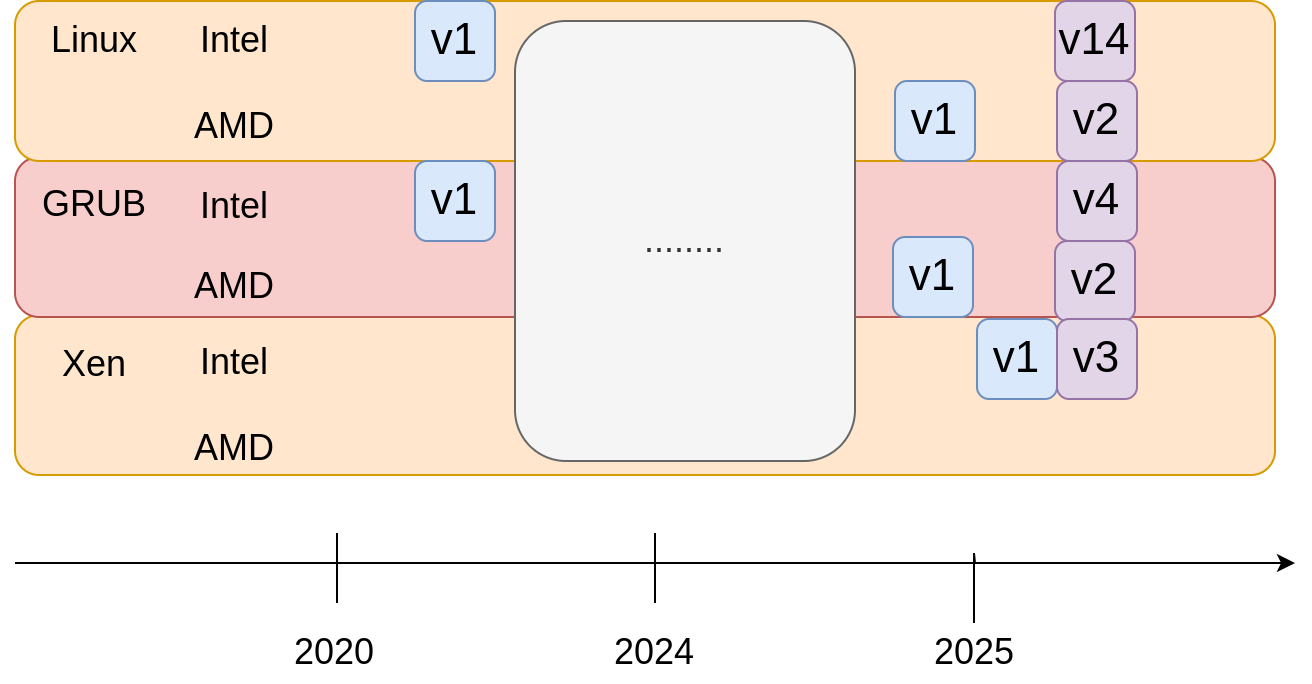 Linux Intel v1 v14
AMD v1 v2
GRUB Intel v1 v4
........
AMD v1 v2
Xen Intel v1 v3
AMD
2020 2024 2025